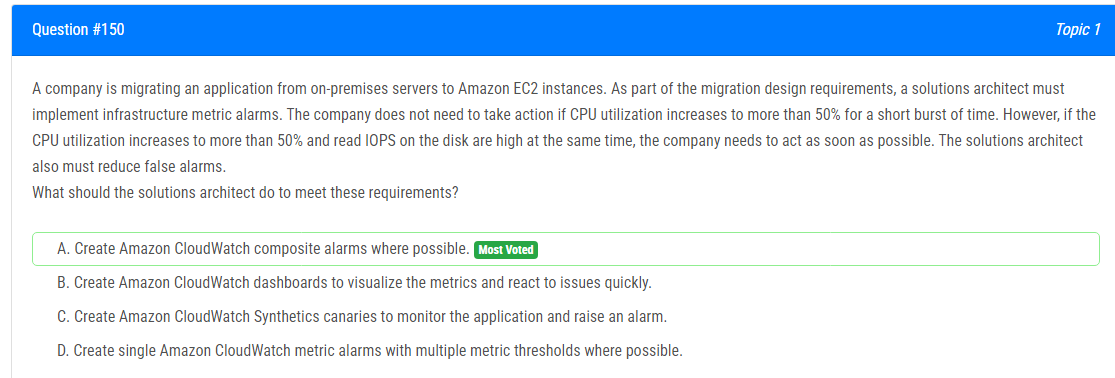 Question #150
Topic 1
A company is migrating an application from on-premises servers to Amazon EC2 instances. As part of the migration design requirements, a solutions architect must
implement infrastructure metric alarms. The company does not need to take action if CPU utilization increases to more than 50% for a short burst of time. However, if the
CPU utilization increases to more than 50% and read IOPS on the disk are high at the same time, the company needs to act as soon as possible. The solutions architect
also must reduce false alarms.
What should the solutions architect do to meet these requirements?
A. Create Amazon CloudWatch composite alarms where possible. Most Voted
B. Create Amazon CloudWatch dashboards to visualize the metrics and react to issues quickly.
C. Create Amazon CloudWatch Synthetics canaries to monitor the application and raise an alarm.
D. Create single Amazon CloudWatch metric alarms with multiple metric thresholds where possible.